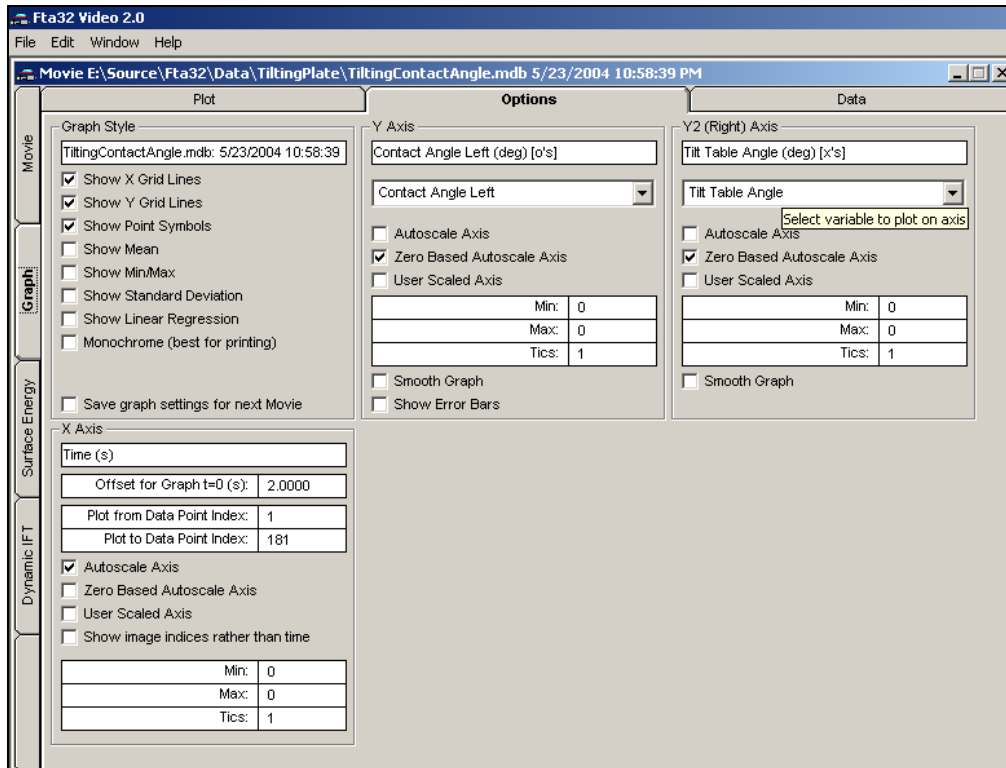 Fta32 Video 2.0
File Edit Window Help
Movie E:\Source\Fta32\Data\TiltingPlate\TiltingContactAngle.mdb 5/23/2004 10:58:39 PM
Movie
Graph
Surface Energy
Dynamic IFT
Plot Options Data
Graph Style
TiltingContactAngle.mdb: 5/23/2004 10:58:39
Show X Grid Lines
Show Y Grid Lines
Show Point Symbols
Show Mean
Show Min/Max
Show Standard Deviation
Show Linear Regression
Monochrome (best for printing)
Save graph settings for next Movie
Y Axis
Contact Angle Left (deg) [o's]
Contact Angle Left
Autoscale Axis
Zero Based Autoscale Axis
User Scaled Axis
Min: 0
Max: 0
Tics: 1
Smooth Graph
Show Error Bars
Y2 (Right) Axis
Tilt Table Angle (deg) [x's]
Tilt Table Angle
Select variable to plot on axis
Autoscale Axis
Zero Based Autoscale Axis
User Scaled Axis
Min: 0
Max: 0
Tics: 1
Smooth Graph
X Axis
Time (s)
Offset for Graph t=0 (s): 2.0000
Plot from Data Point Index: 1
Plot to Data Point Index: 181
Autoscale Axis
Zero Based Autoscale Axis
User Scaled Axis
Show image indices rather than time
Min: 0
Max: 0
Tics: 1